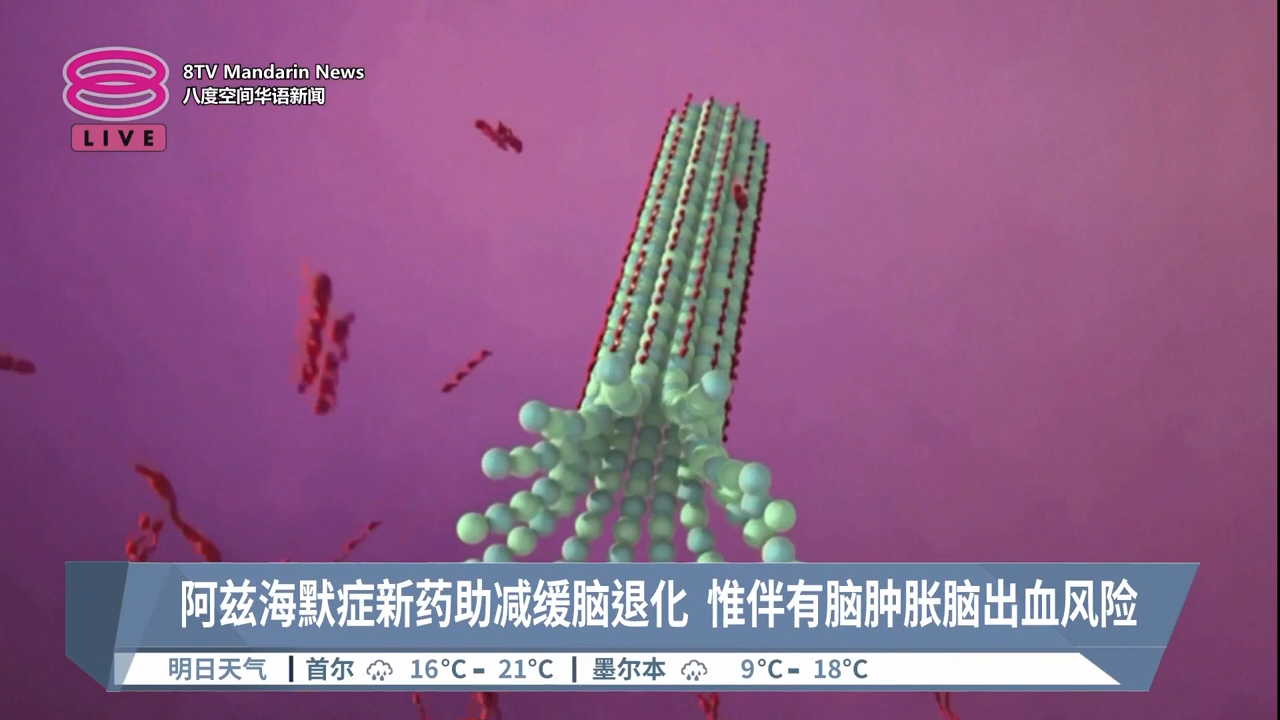 8TV Mandarin News
八度空间华语新闻
LIVE
阿兹海默症新药助减缓脑退化 惟伴有脑肿胀脑出血风险
明日天气 | 首尔 16°C - 21°C | 墨尔本 9°C - 18°C